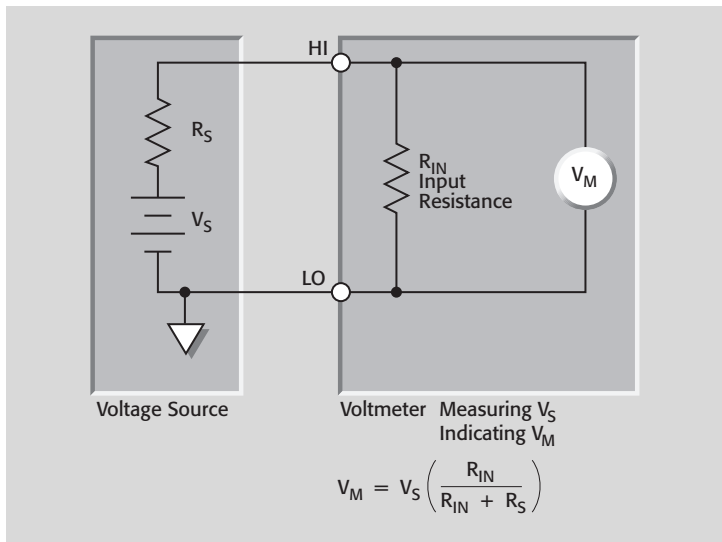 HI
R_S
R_IN
Input
Resistance
V_M
V_S
LO
Voltage Source
Voltmeter Measuring V_S
Indicating V_M
V_M = V_S ( R_IN / R_IN + R_S )